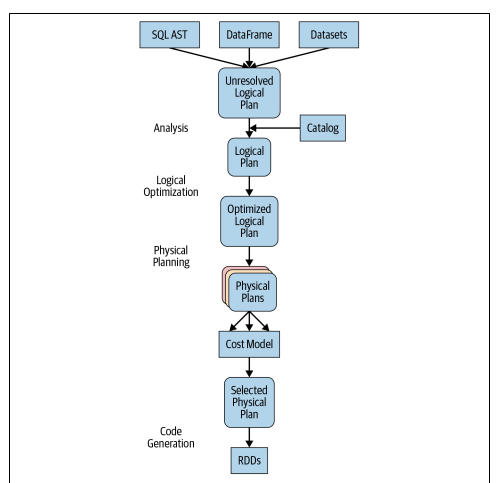 SQL AST
DataFrame
Datasets
Unresolved
Logical
Plan
Analysis
Catalog
Logical
Plan
Logical
Optimization
Optimized
Logical
Plan
Physical
Planning
Physical
Plans
Cost Model
Selected
Physical
Plan
Code
Generation
RDDs